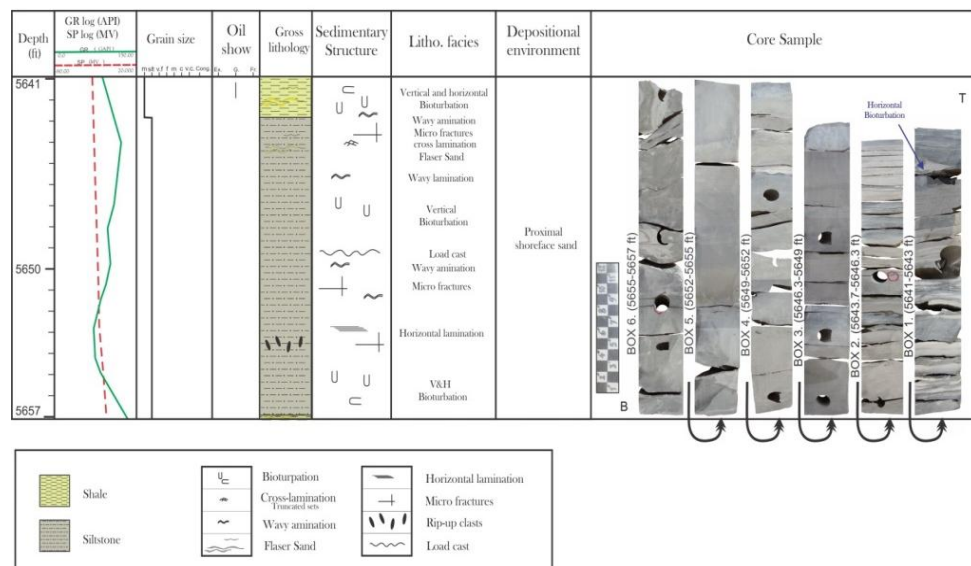 Depth
(ft)
GR log (API)
SP log (MV)
Grain size
Oil
show
Gross
lithology
Sedimentary
Structure
Litho. facies
Depositional
environment
Core Sample
5641
5650
5657
Vertical and horizontal
Bioturbation
Wavy amination
Micro fractures
cross lamination
Flaser Sand
Wavy lamination
Vertical
Bioturbation
Load cast
Wavy amination
Micro fractures
Horizontal lamination
V&H
Bioturbation
Proximal
shoreface sand
BOX 6. (5655-5657 ft)
BOX 5. (5652-5655 ft)
BOX 4. (5649-5652 ft)
BOX 3. (5646.3-5649 ft)
BOX 2. (5643.7-5646.3 ft)
BOX 1. (5641-5643 ft)
Horizontal
Bioturbation
T
B
Shale
Siltstone
Bioturpation
Cross-lamination
Truncated sets
Wavy amination
Flaser Sand
Horizontal lamination
Micro fractures
Rip-up clasts
Load cast